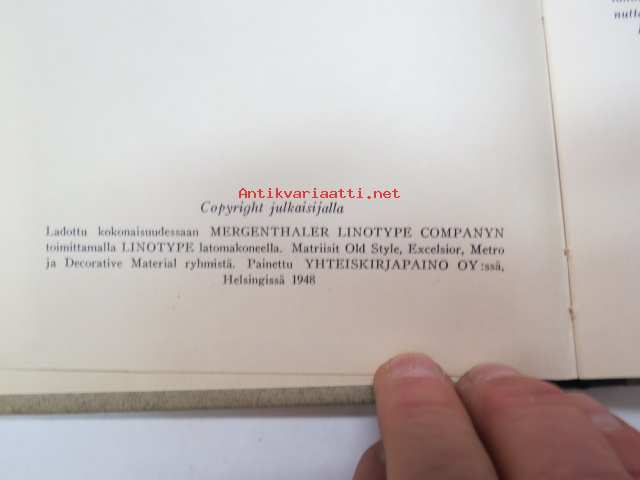 Antikvariaatti.net
Copyright julkaisijalla
Ladottu kokonaisuudessaan MERGENTHALER LINOTYPE COMPANYN
toimittamalla LINOTYPE latomakoneella. Matriisit Old Style, Excelsior, Metro
ja Decorative Material ryhmistä. Painettu YHTEISKIRJAPAINO OY:ssä,
Helsingissä 1948